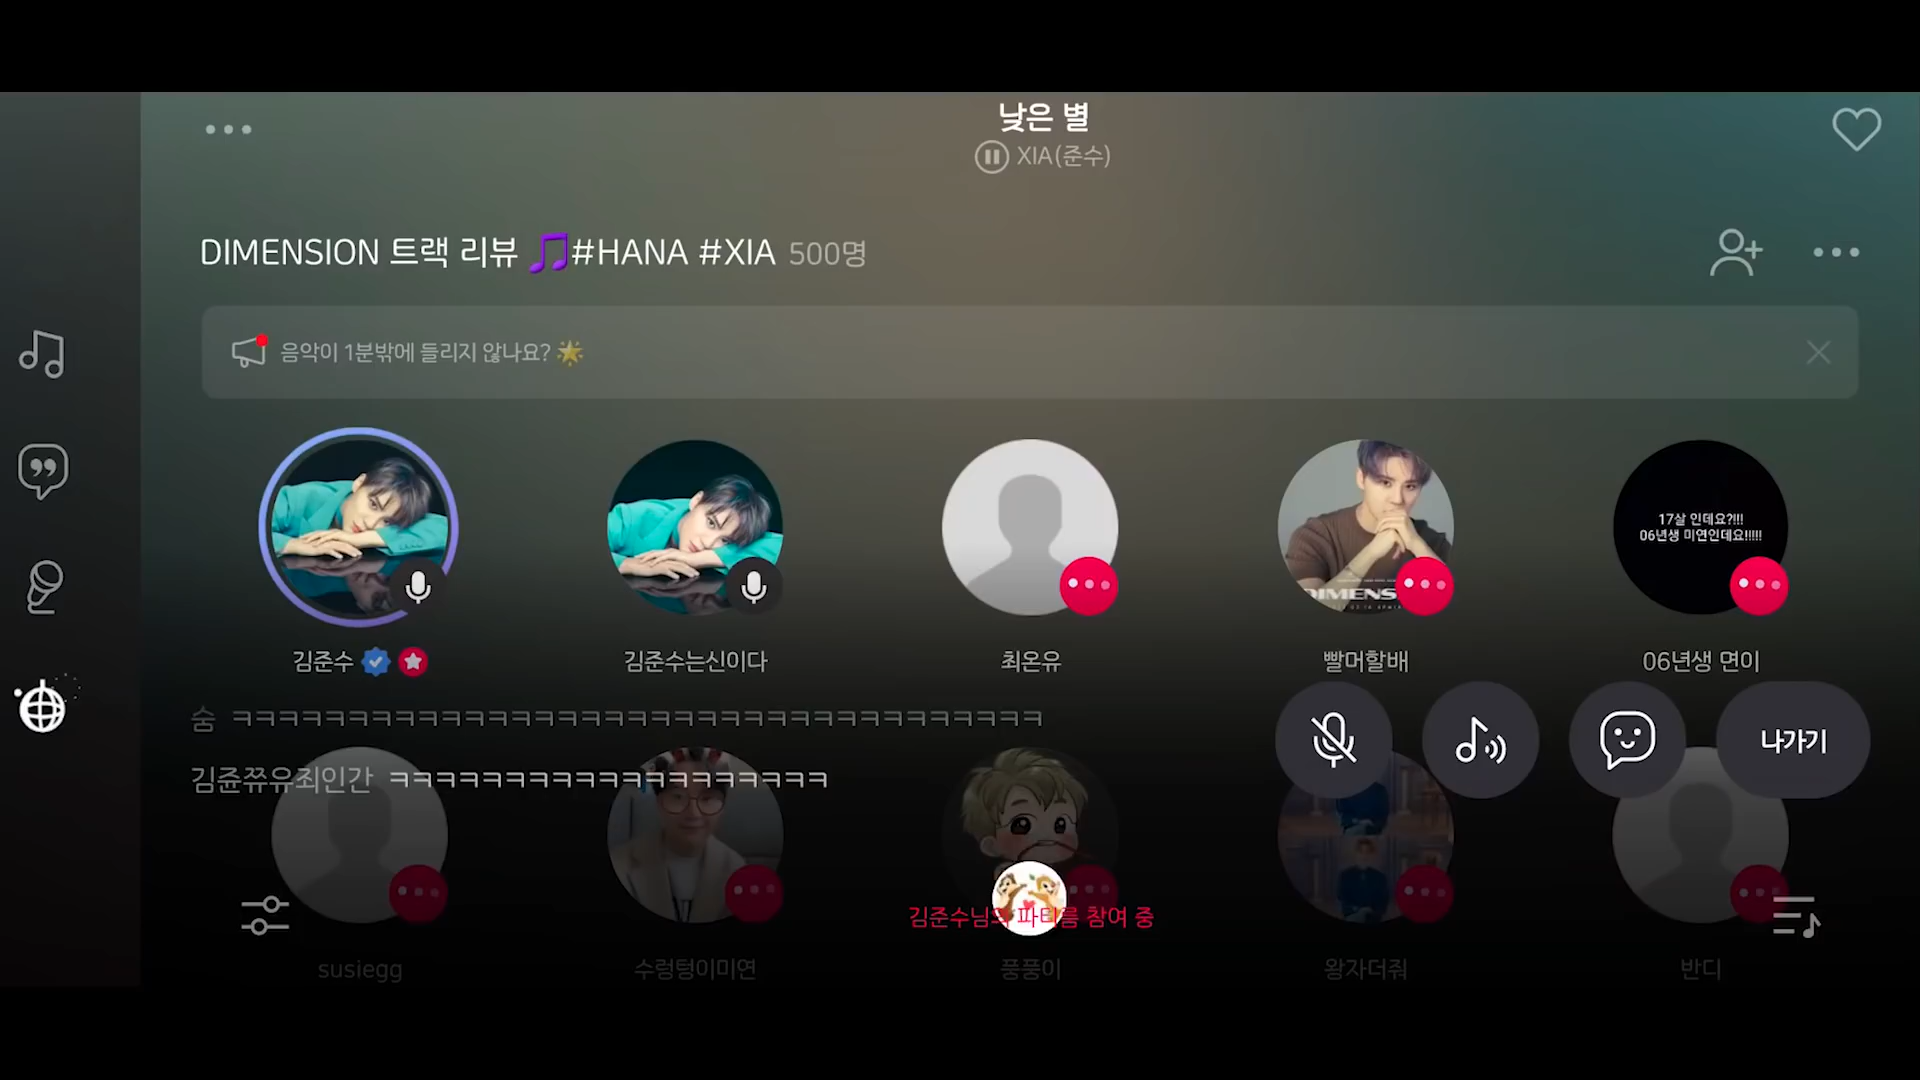 낮은 별
XIA(준수)
DIMENSION 트랙 리뷰 🎵#HANA #XIA 500명
음악이 1분밖에 들리지 않나요? 🌟
17살 인데요?!!!
06년생 미연인데요!!!!!
DIMENS
김준수
김준수는신이다
최온유
빨머할배
06년생 면이
숨 ㅋㅋㅋㅋㅋㅋㅋㅋㅋㅋㅋㅋㅋㅋㅋㅋㅋㅋㅋㅋㅋㅋㅋㅋㅋㅋㅋㅋㅋㅋㅋㅋㅋㅋㅋ
나가기
김쥰쮸유죄인간 ㅋㅋㅋㅋㅋㅋㅋㅋㅋㅋㅋㅋㅋㅋㅋㅋㅋㅋㅋ
김준수님의 파티를 참여 중
susiegg
수렁텅이미연
풍풍이
왕자더줘
반디